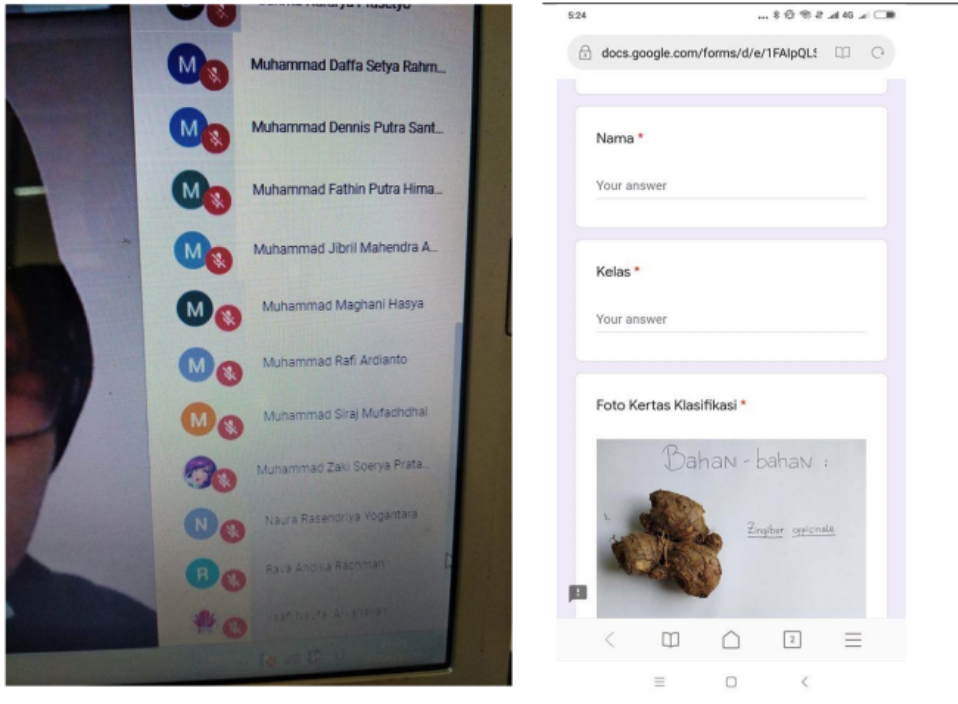 M Muhammad Daffa Setya Rahm...
M Muhammad Dennis Putra Sant...
M Muhammad Fathin Putra Hima...
M Muhammad Jibril Mahendra A...
M Muhammad Maghani Hasya
M Muhammad Rafi Ardianto
M Muhammad Siraj Mufadhdhal
Muhammad Zaki Soerya Prata...
N Naura Rasendriya Yogantara
R Rava Andika Rachman
5:24
4G
docs.google.com/forms/d/e/1FAIpQLS
Nama *
Your answer
Kelas *
Your answer
Foto Kertas Klasifikasi *
Bahan - bahan :
1.
Zingiber officinale
2